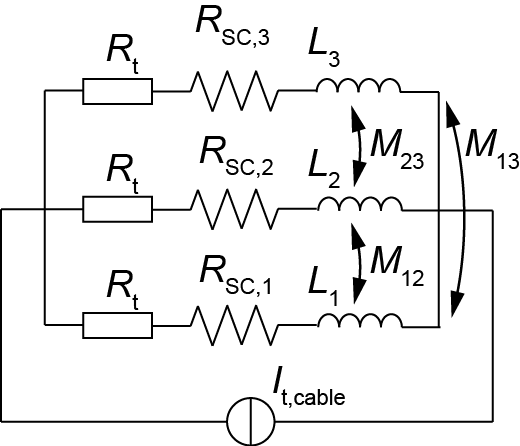 Rt RSC,3 L3
M23 M13
Rt RSC,2 L2
M12
Rt RSC,1 L1
It,cable